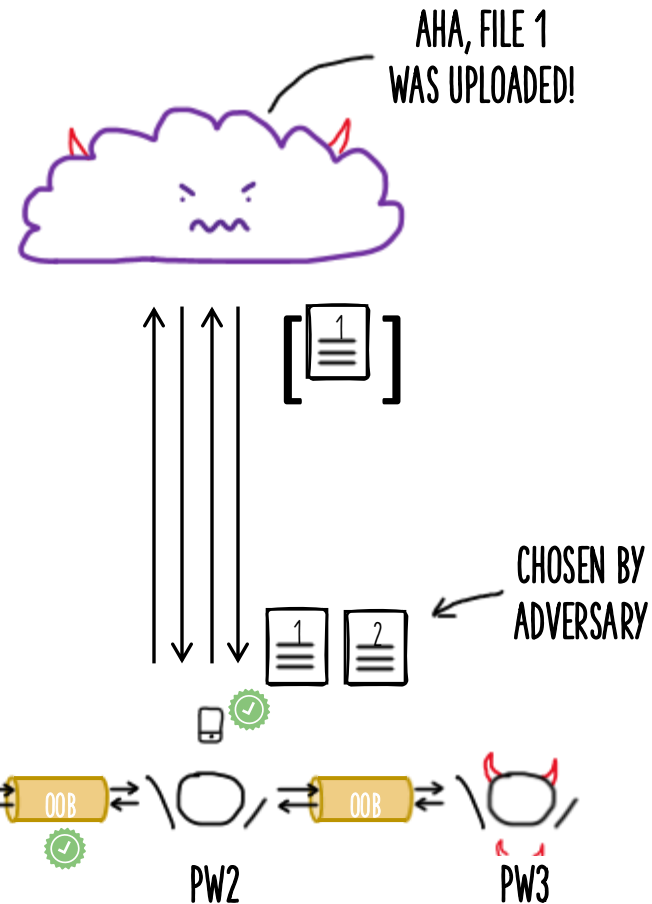 AHA, FILE 1
WAS UPLOADED!
1
CHOSEN BY
ADVERSARY
1 2
OOB OOB
PW2 PW3